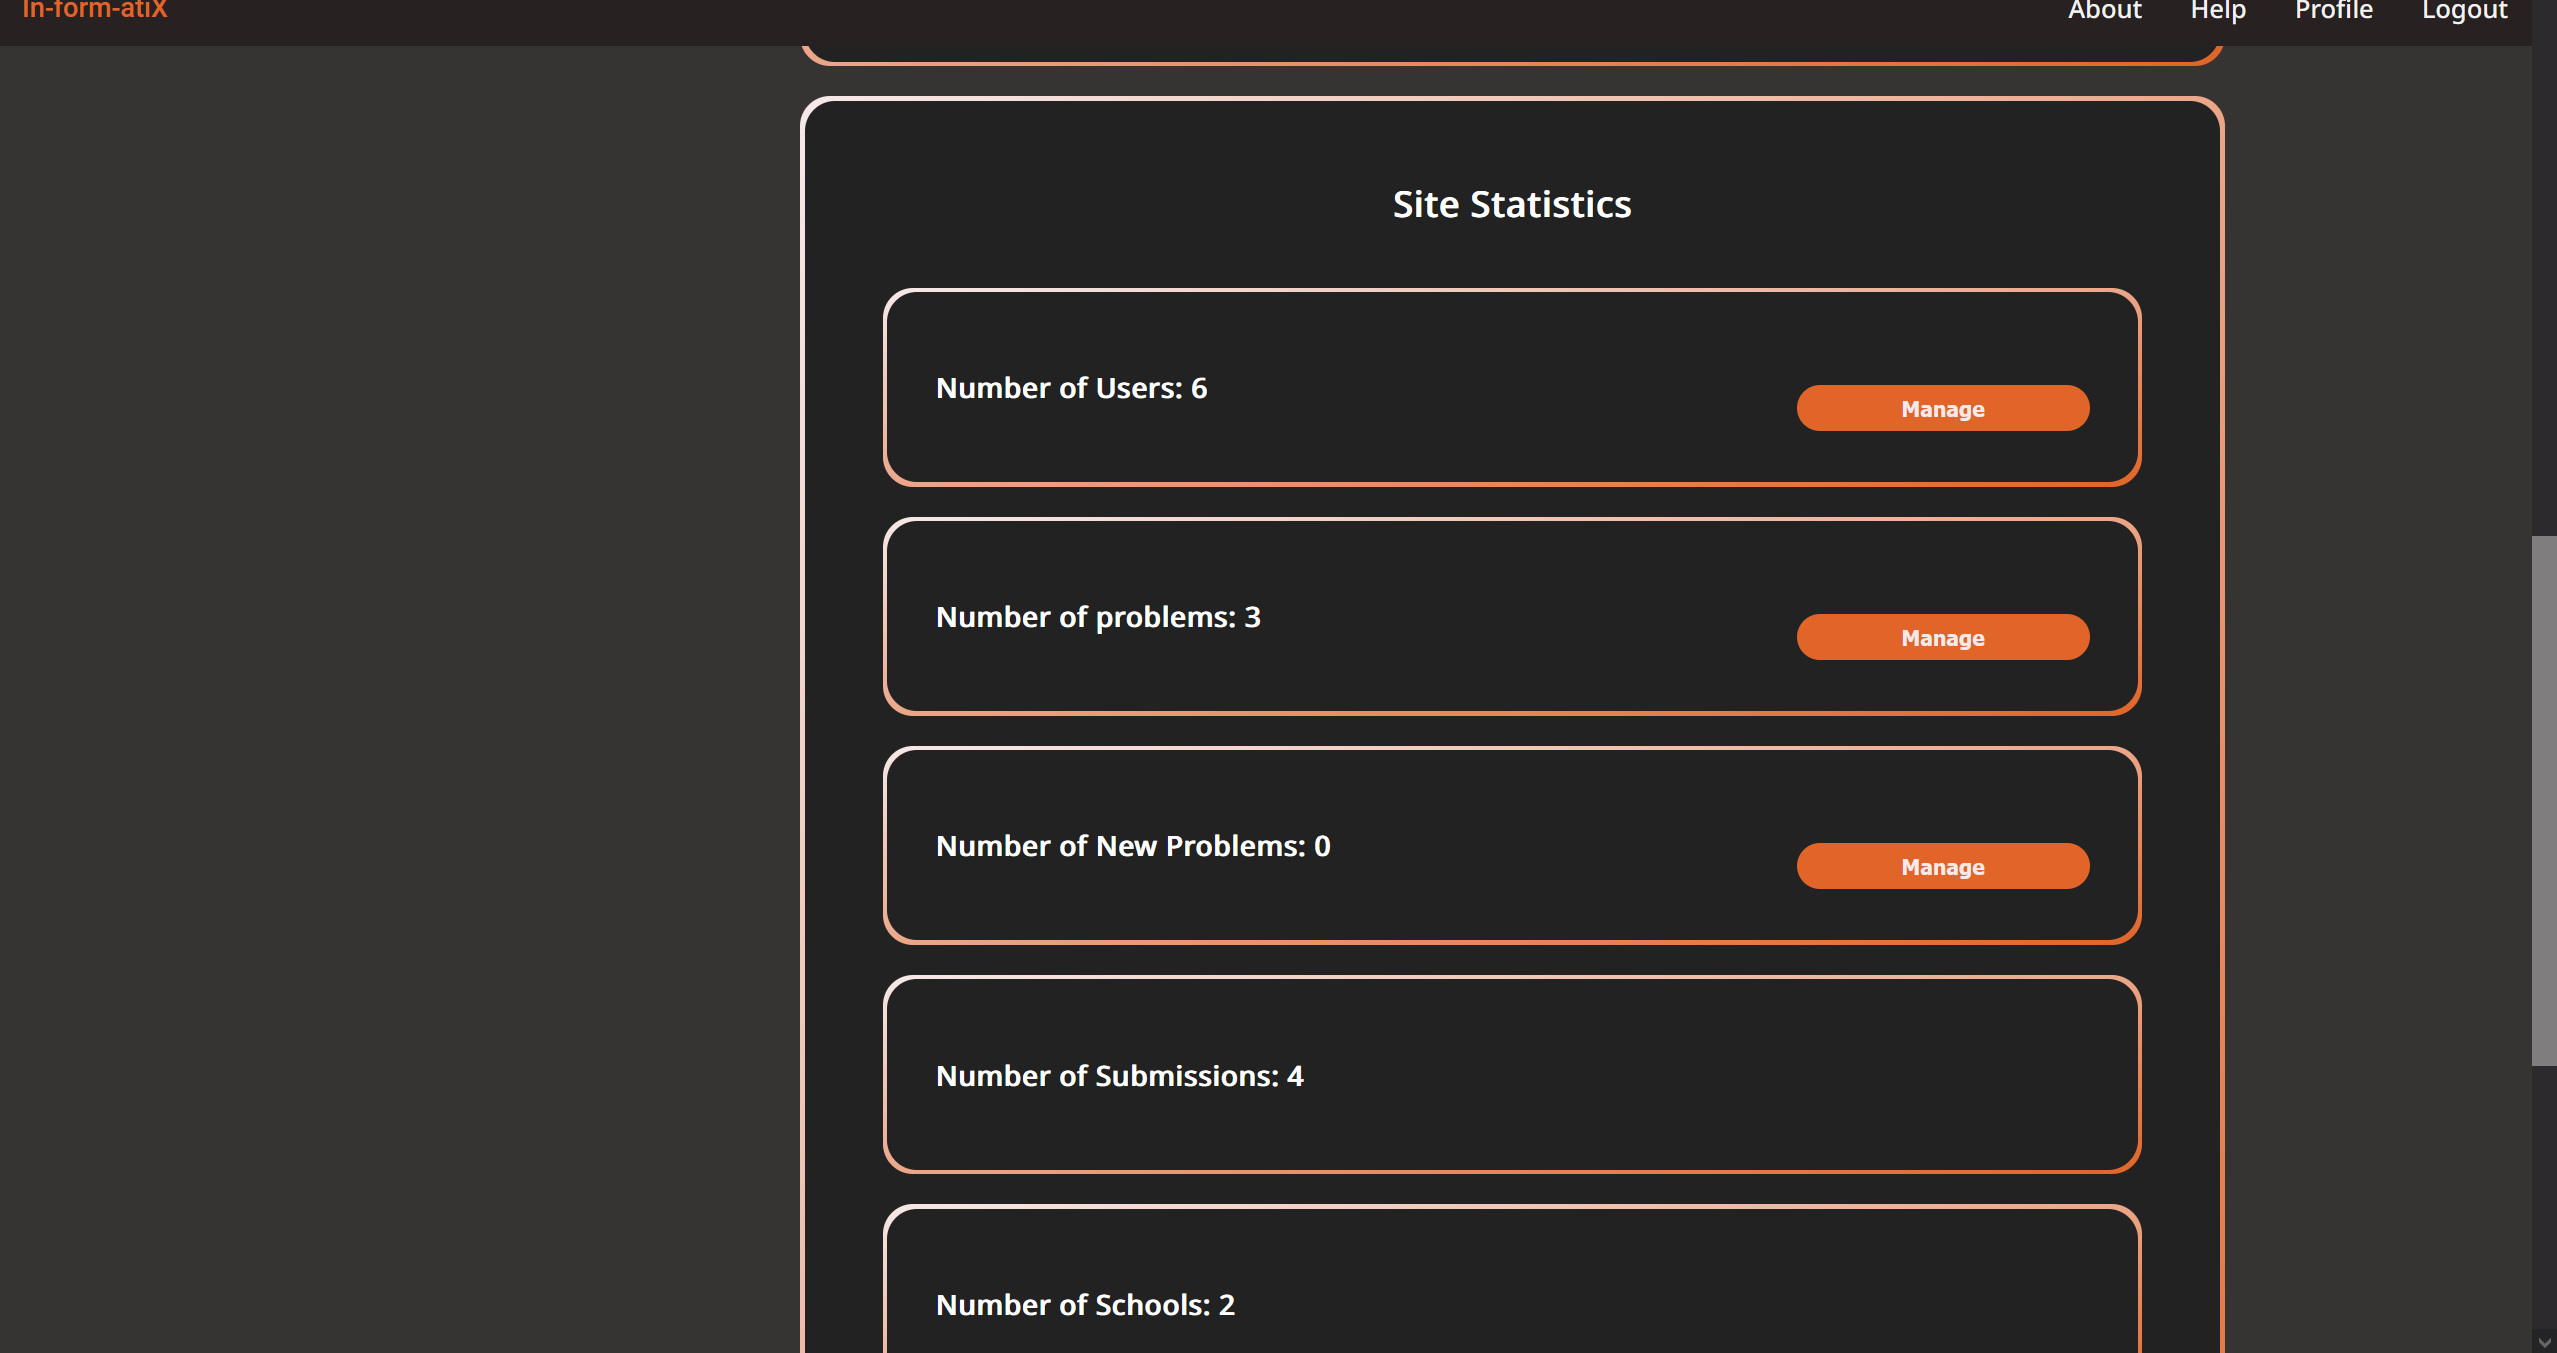 In-form-atiX
About Help Profile Logout
Site Statistics
Number of Users: 6
Manage
Number of problems: 3
Manage
Number of New Problems: 0
Manage
Number of Submissions: 4
Number of Schools: 2